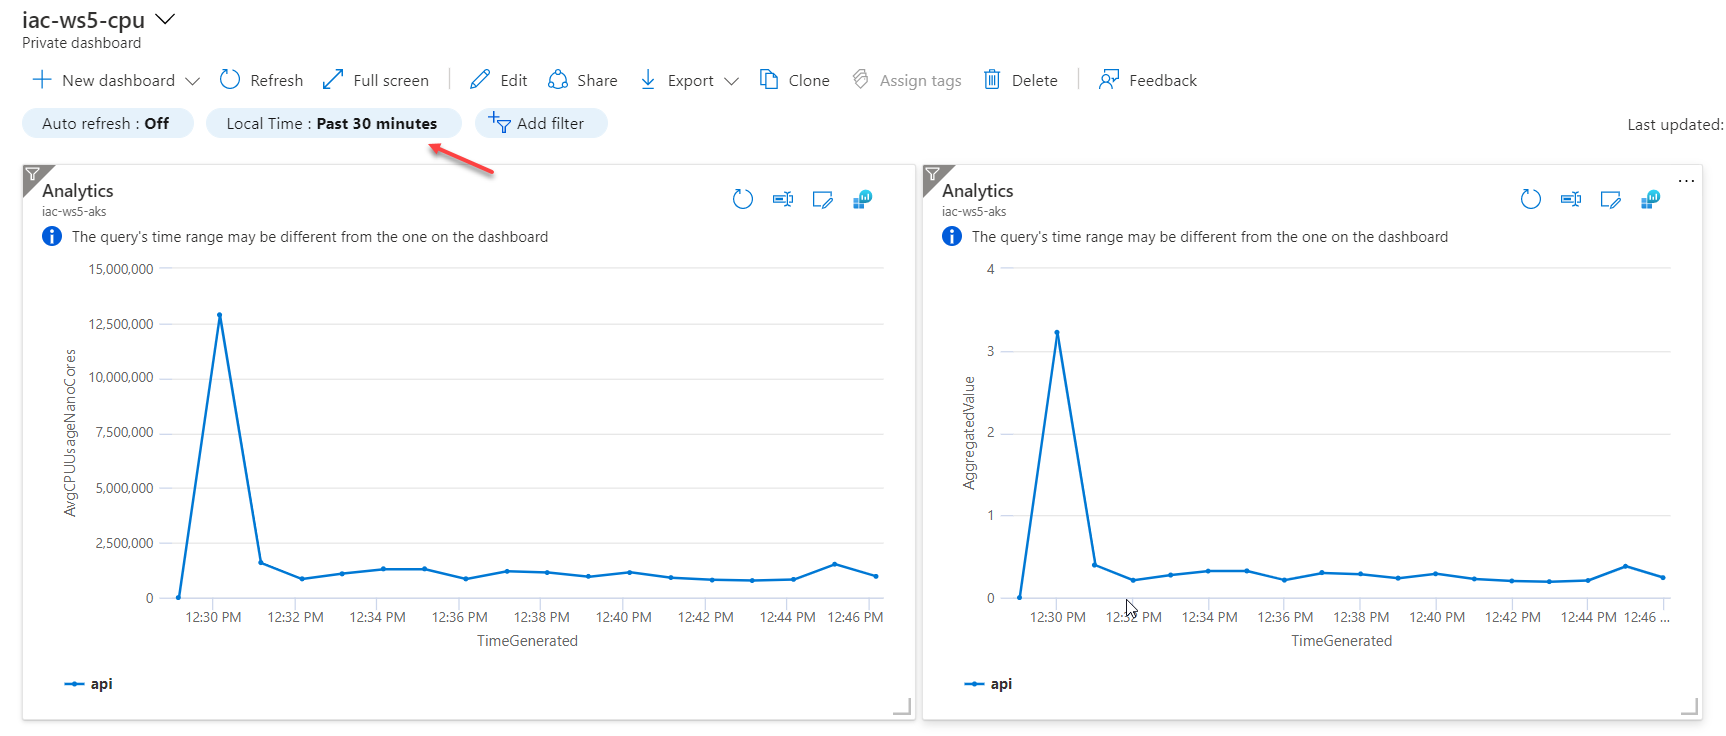 iac-ws5-cpu
Private dashboard
New dashboard Refresh Full screen Edit Share Export Clone Assign tags Delete Feedback
Auto refresh : Off Local Time : Past 30 minutes Add filter
Last updated:
Analytics
iac-ws5-aks
The query's time range may be different from the one on the dashboard
15,000,000
12,500,000
10,000,000
7,500,000
5,000,000
2,500,000
0
AvgCPUUsageNanoCores
12:30 PM 12:32 PM 12:34 PM 12:36 PM 12:38 PM 12:40 PM 12:42 PM 12:44 PM 12:46 PM
TimeGenerated
api
Analytics
...
iac-ws5-aks
The query's time range may be different from the one on the dashboard
4
3
2
1
0
AggregatedValue
12:30 PM 12:32 PM 12:34 PM 12:36 PM 12:38 PM 12:40 PM 12:42 PM 12:44 PM 12:46 ...
TimeGenerated
api